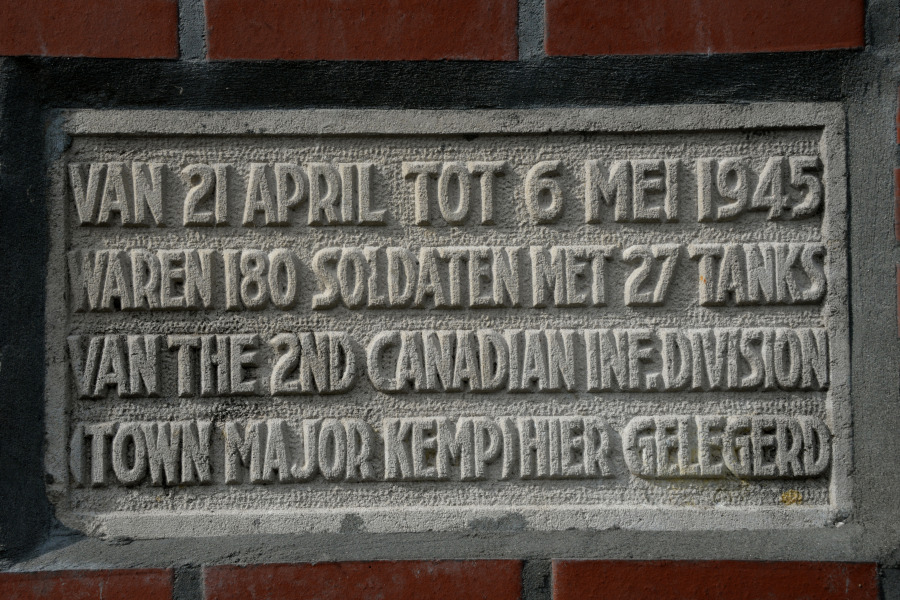 VAN 21 APRIL TOT 6 MEI 1945
WAREN 180 SOLDATEN MET 27 TANKS
VAN THE 2ND CANADIAN INF.DIVISION
(TOWN MAJOR KEMP) HIER GELEGERD